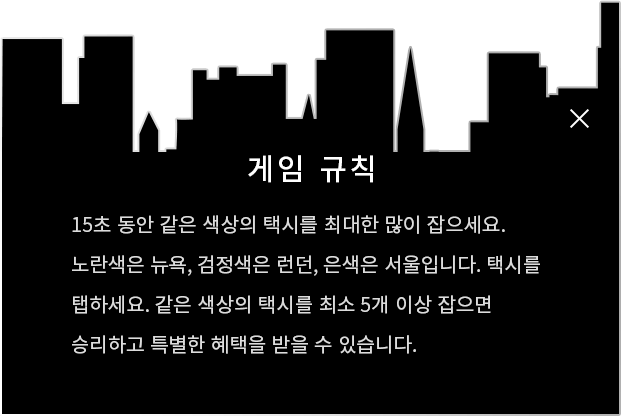 게임 규칙
15초 동안 같은 색상의 택시를 최대한 많이 잡으세요.
노란색은 뉴욕, 검정색은 런던, 은색은 서울입니다. 택시를
탭하세요. 같은 색상의 택시를 최소 5개 이상 잡으면
승리하고 특별한 혜택을 받을 수 있습니다.